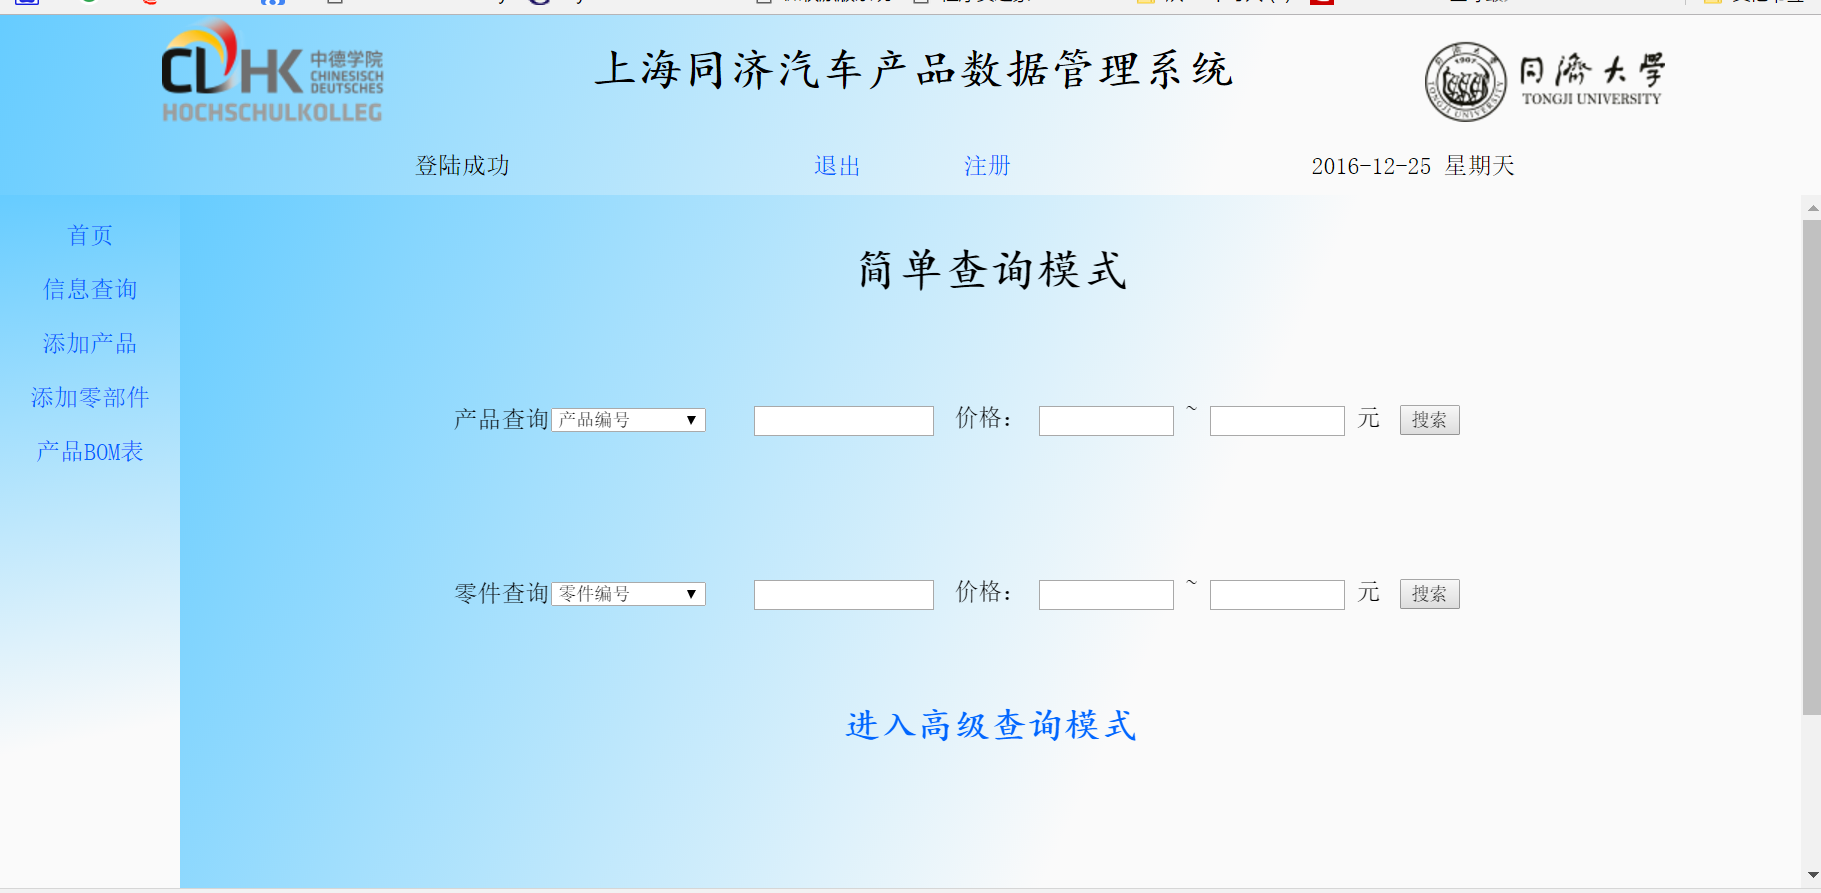 CDHK 中德学院
CHINESISCH
DEUTSCHES
HOCHSCHULKOLLEG
上海同济汽车产品数据管理系统
1907
同濟大學
TONGJI UNIVERSITY
登陆成功 退出 注册 2016-12-25 星期天
首页
信息查询
添加产品
添加零部件
产品BOM表
简单查询模式
产品查询 产品编号 价格: ~ 元 搜索
零件查询 零件编号 价格: ~ 元 搜索
进入高级查询模式